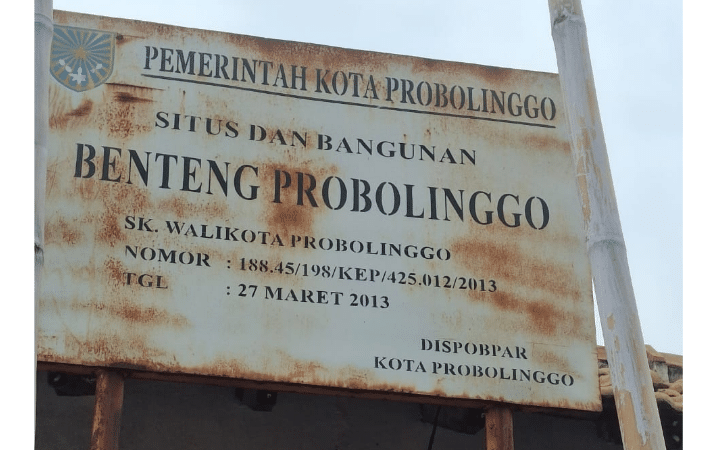 PEMERINTAH KOTA PROBOLINGGO
SITUS DAN BANGUNAN
BENTENG PROBOLINGGO
SK. WALIKOTA PROBOLINGGO
NOMOR : 188.45/198/KEP/425.012/2013
TGL : 27 MARET 2013
DISPOBPAR
KOTA PROBOLINGGO